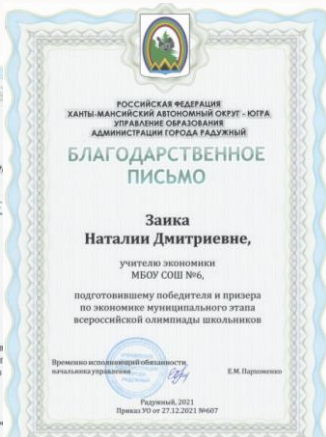 РОССИЙСКАЯ ФЕДЕРАЦИЯ
ХАНТЫ-МАНСИЙСКИЙ АВТОНОМНЫЙ ОКРУГ - ЮГРА
УПРАВЛЕНИЕ ОБРАЗОВАНИЯ
АДМИНИСТРАЦИИ ГОРОДА РАДУЖНЫЙ
БЛАГОДАРСТВЕННОЕ
ПИСЬМО
Заика
Наталии Дмитриевне,
учителю экономики
МБОУ СОШ №6,
подготовившему победителя и призера
по экономике муниципального этапа
всероссийской олимпиады школьников
Временно исполняющий обязанности
начальника управления
Е.М. Пархоменко
Радужный, 2021
Приказ УО от 27.12.2021 №607